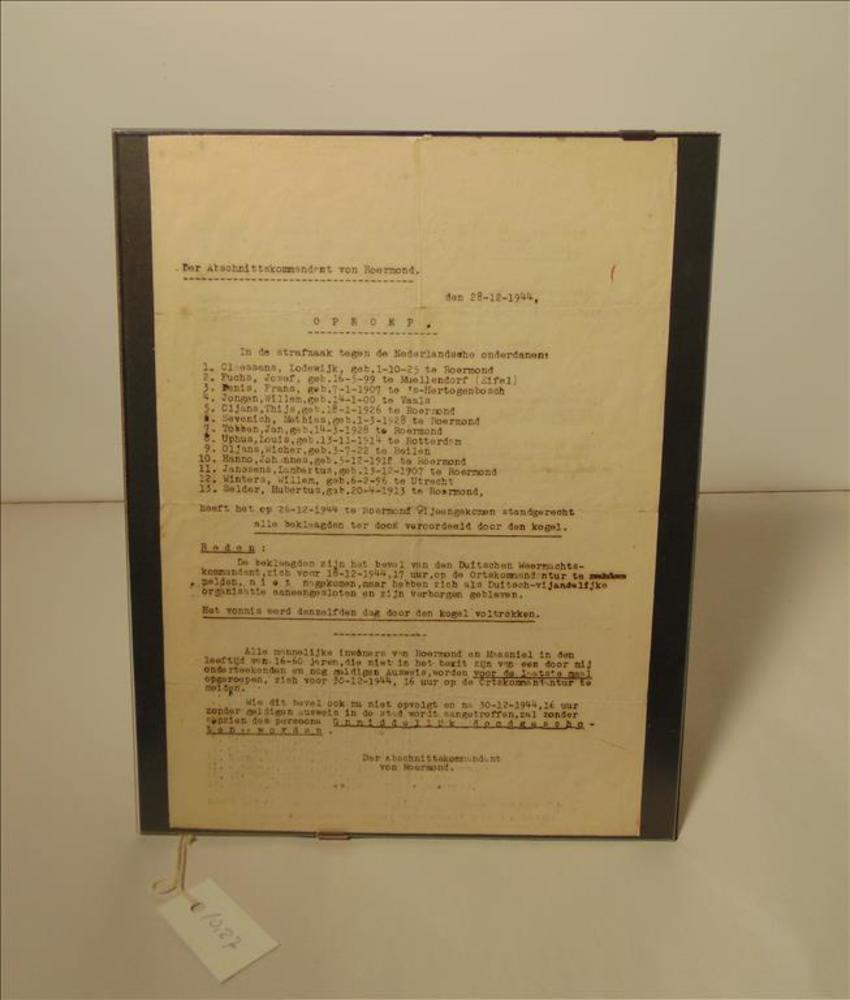 Der Abschnittskommandant von Roermond.
den 28-12-1944.
O P R O E P .
In de strafzaak tegen de Nederlandsche onderdanen:
1. Claessens, Lodewijk, geb.1-10-25 te Roermond
2. Fuchs, Josef, geb.16-5-99 te Muellendorf (Eifel)
3. Denis, Frans, geb.7-1-1907 te 's-Hertogenbosch
4. Jongen,Willem,geb.14-1-00 te Vaals
5. Oljans,Thijs,geb.18-1-1926 te Roermond
6. Sevenich, Mathias,geb.1-3-1928 te Roermond
7. Tobben,Jan,geb.14-3-1928 te Roermond
8. Uphus,Louis,geb.13-11-1914 te Rotterdam
9. Oljans,Wicher,geb.3-7-22 te Beilen
10. Hanno,Johannes,geb.5-12-191 te Roermond
11. Janssens,Lambertus,geb.13-12-1907 te Roermond
12. Winters, Willem, geb.6-2-96 te Utrecht
13. Selder, Hubertus,geb.20-4-1913 te Roermond,
heeft het op 26-12-1944 te Roermond bijeengekomen standgerecht
alle beklaagden ter dood veroordeeld door den kogel.
R e d e n :
De beklaagden zijn het bevel van den Duitschen Weermachts-
kommandant,zich voor 18-12-1944,17 uur,op de Ortskommandantur te
melden, n i e t nagekomen,maar hebben zich als Duitsch-vijandelijke
organisatie aaneengesloten en zijn verborgen gebleven.
Het vonnis werd denzelfden dag door den kogel voltrokken.
Alle mannelijke inwoners van Roermond en Maasniel in den
leeftijd van 16-60 jaren,die niet in het bezit zijn van een door mij
onderteekenden en nog geldigen Ausweis,worden voor de laatste maal
opgeroepen, zich voor 30-12-1944, 16 uur op de Ortskommantantur te
melden.
Wie dit bevel ook nu niet opvolgt en na 30-12-1944,16 uur
zonder geldigen Ausweis in de stad wordt aangetroffen,zal zonder
aanzien des persoons O n m i d d e l l i j k d o o d g e s c h o -
t e n w o r d e n .
Der Abschnittskommandant
von Roermond.